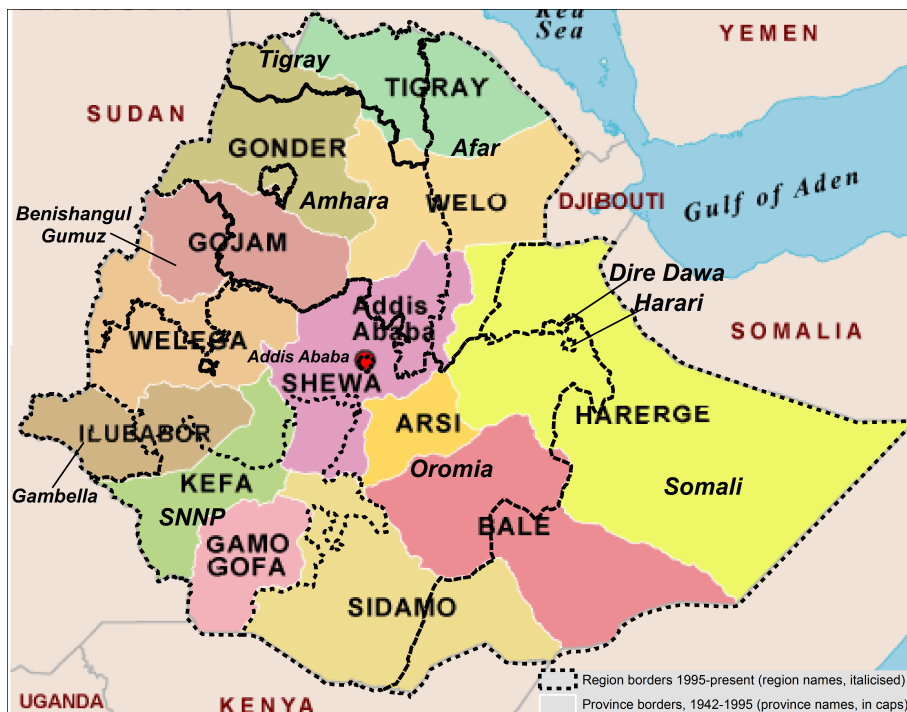 Red
Sea
YEMEN
Tigray
TIGRAY
SUDAN
GONDER
Afar
Amhara
WELO
DJIBOUTI
Gulf of Aden
Benishangul
Gumuz
GOJAM
Dire Dawa
Harari
Addis
Ababa
SOMALIA
WELEGA
Addis Ababa
SHEWA
ARSI
HARERGE
ILUBABOR
Oromia
KEFA
Somali
Gambella
SNNP
BALE
GAMO
GOFA
SIDAMO
Region borders 1995-present (region names, italicised)
UGANDA
KENYA
Province borders, 1942-1995 (province names, in caps)